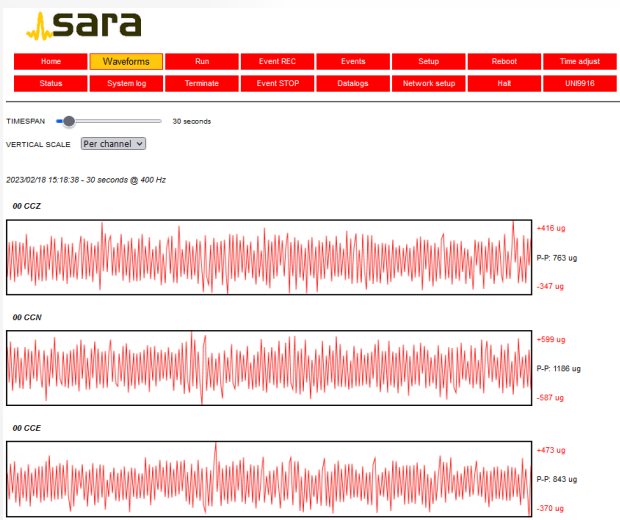 sara
Home Waveforms Run Event REC Events Setup Reboot Time adjust
Status System log Terminate Event STOP Datalogs Network setup Halt UNI9916
TIMESPAN 30 seconds
VERTICAL SCALE Per channel
2023/02/18 15:18:38 - 30 seconds @ 400 Hz
00 CCZ
+416 ug
P-P: 763 ug
-347 ug
00 CCN
+599 ug
P-P: 1186 ug
-587 ug
00 CCE
+473 ug
P-P: 843 ug
-370 ug